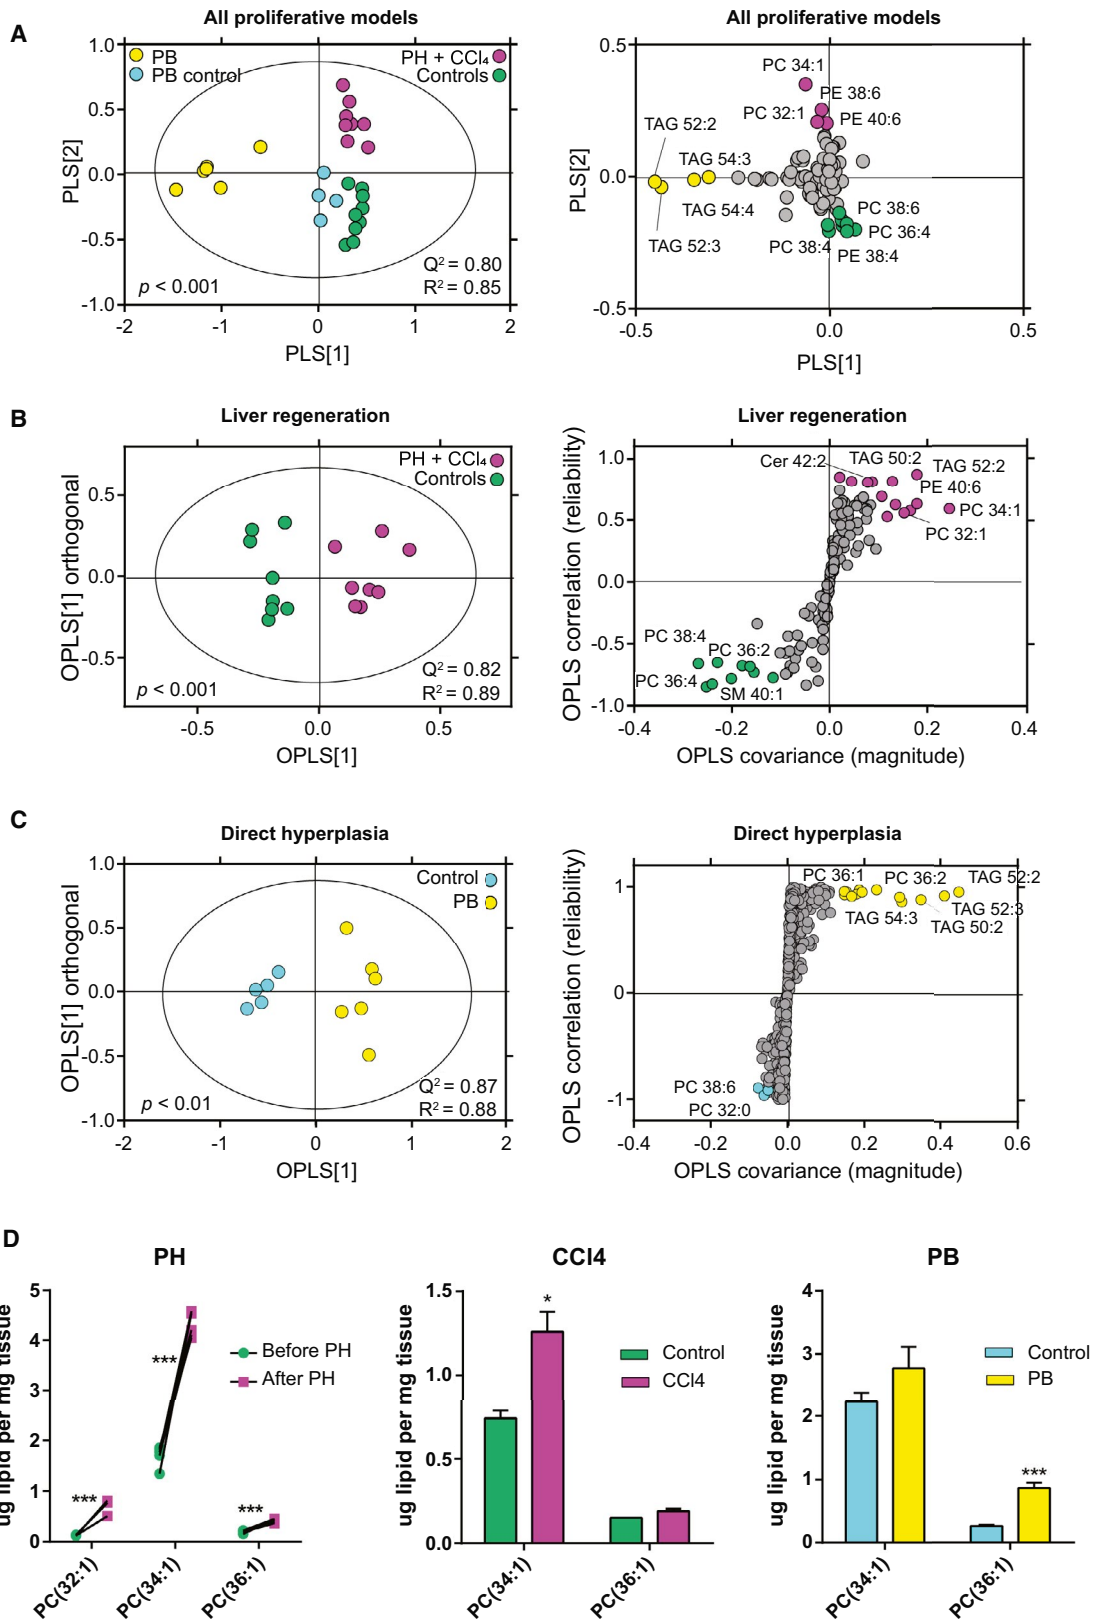 A
All proliferative models
1.0
0.5
0.0
-0.5
-1.0
-2
-1
0
1
2
PLS[2]
PLS[1]
PB
PB control
PH + CCl₄
Controls
p < 0.001
Q² = 0.80
R² = 0.85
All proliferative models
0.5
0.0
-0.5
-0.5
0.0
0.5
PLS[2]
PLS[1]
PC 34:1
PE 38:6
PC 32:1
PE 40:6
TAG 52:2
TAG 54:3
TAG 54:4
TAG 52:3
PC 38:6
PC 36:4
PC 38:4
PE 38:4
B
Liver regeneration
0.5
0.0
-0.5
-0.5
0.0
0.5
OPLS[1] orthogonal
OPLS[1]
PH + CCl₄
Controls
p < 0.001
Q² = 0.82
R² = 0.89
Liver regeneration
1.0
0.5
0.0
-0.5
-1.0
-0.4
-0.2
0.0
0.2
0.4
OPLS correlation (reliability)
OPLS covariance (magnitude)
Cer 42:2
TAG 50:2
TAG 52:2
PE 40:6
PC 34:1
PC 32:1
PC 38:4
PC 36:2
PC 36:4
SM 40:1
C
Direct hyperplasia
1.0
0.5
0.0
-0.5
-1.0
-2
-1
0
1
2
OPLS[1] orthogonal
OPLS[1]
Control
PB
p < 0.01
Q² = 0.87
R² = 0.88
Direct hyperplasia
1
0
-1
-0.4
-0.2
0.0
0.2
0.4
0.6
OPLS correlation (reliability)
OPLS covariance (magnitude)
PC 36:1
PC 36:2
TAG 52:2
TAG 54:3
TAG 52:3
TAG 50:2
PC 38:6
PC 32:0
D
PH
5
4
3
2
1
0
ug lipid per mg tissue
***
***
***
Before PH
After PH
PC(32:1)
PC(34:1)
PC(36:1)
CCl4
1.5
1.0
0.5
0.0
ug lipid per mg tissue
*
Control
CCl4
PC(34:1)
PC(36:1)
PB
4
3
2
1
0
ug lipid per mg tissue
***
Control
PB
PC(34:1)
PC(36:1)